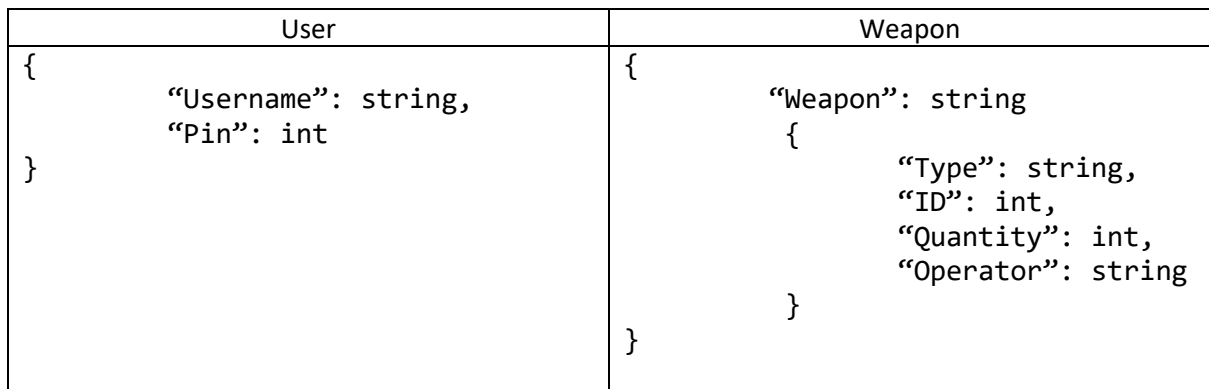 User
{
“Username”: string,
“Pin”: int
}
Weapon
{
“Weapon”: string
{
“Type”: string,
“ID”: int,
“Quantity”: int,
“Operator”: string
}
}